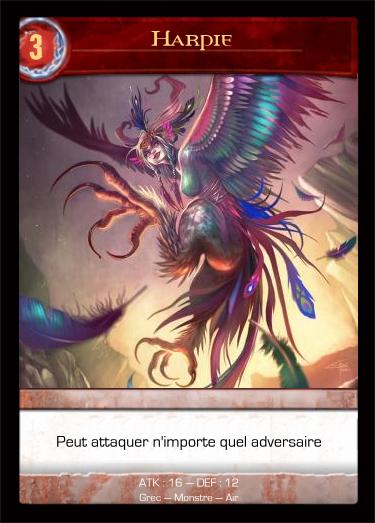 3
Harpie
Peut attaquer n'importe quel adversaire
ATK : 16 — DEF : 12
Grec — Monstre — Air